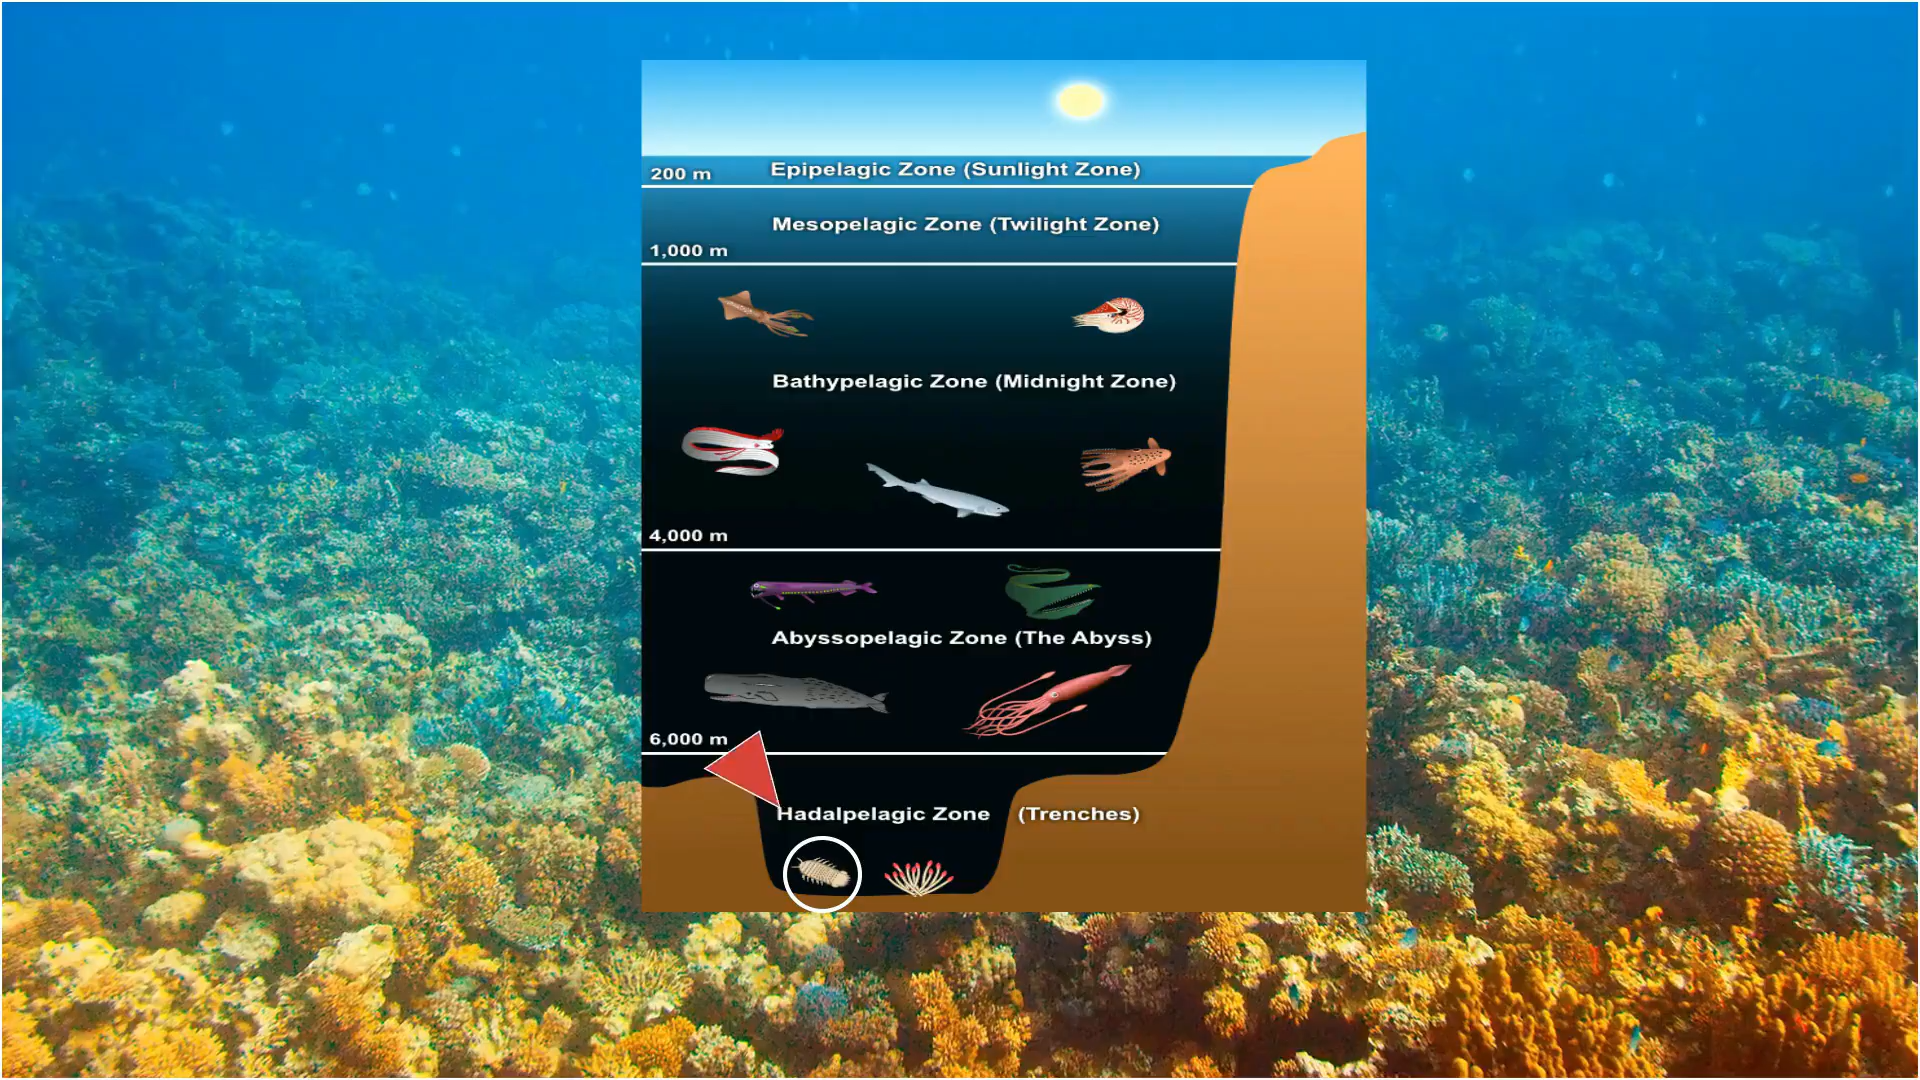 Epipelagic Zone (Sunlight Zone)
200 m
Mesopelagic Zone (Twilight Zone)
1,000 m
Bathypelagic Zone (Midnight Zone)
4,000 m
Abyssopelagic Zone (The Abyss)
6,000 m
Hadalpelagic Zone (Trenches)